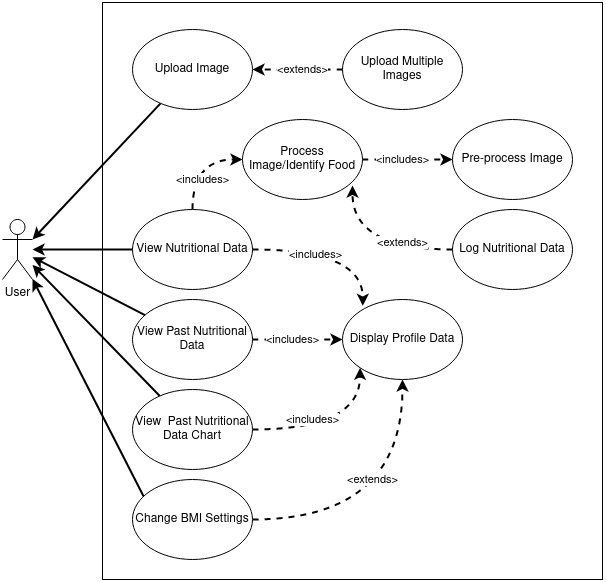 Upload Image
<extends>
Upload Multiple
Images
Process
Image/Identify Food
<includes>
Pre-process Image
<includes>
View Nutritional Data
<includes>
<extends>
Log Nutritional Data
User
View Past Nutritional
Data
<includes>
Display Profile Data
View Past Nutritional
Data Chart
<includes>
<extends>
Change BMI Settings